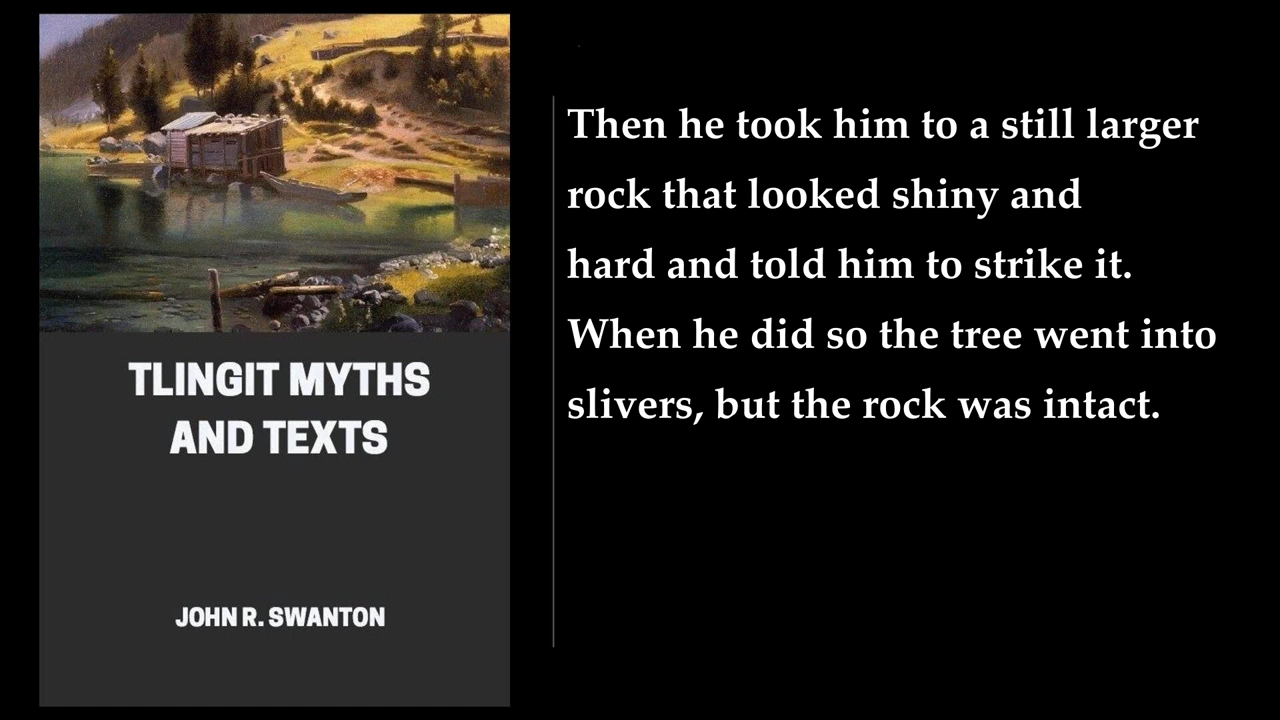 TLINGIT MYTHS
AND TEXTS
JOHN R. SWANTON
Then he took him to a still larger
rock that looked shiny and
hard and told him to strike it.
When he did so the tree went into
slivers, but the rock was intact.